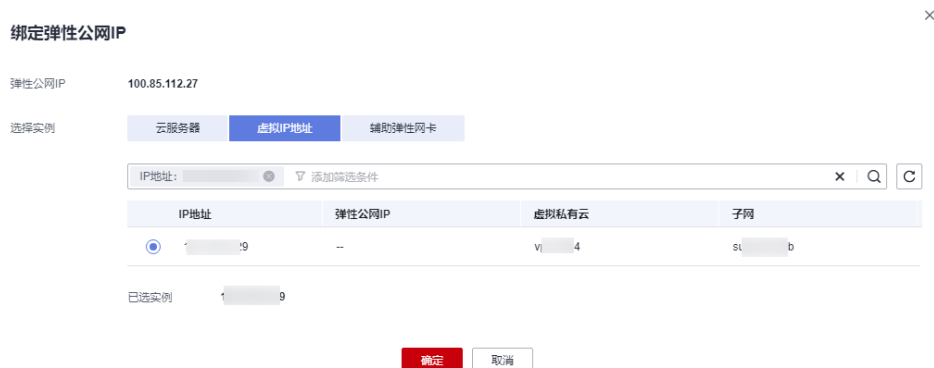 绑定弹性公网IP
弹性公网IP 100.85.112.27
选择实例 云服务器 虚拟IP地址 辅助弹性网卡
IP地址: 添加筛选条件
IP地址 弹性公网IP 虚拟私有云 子网
--
已选实例
确定 取消